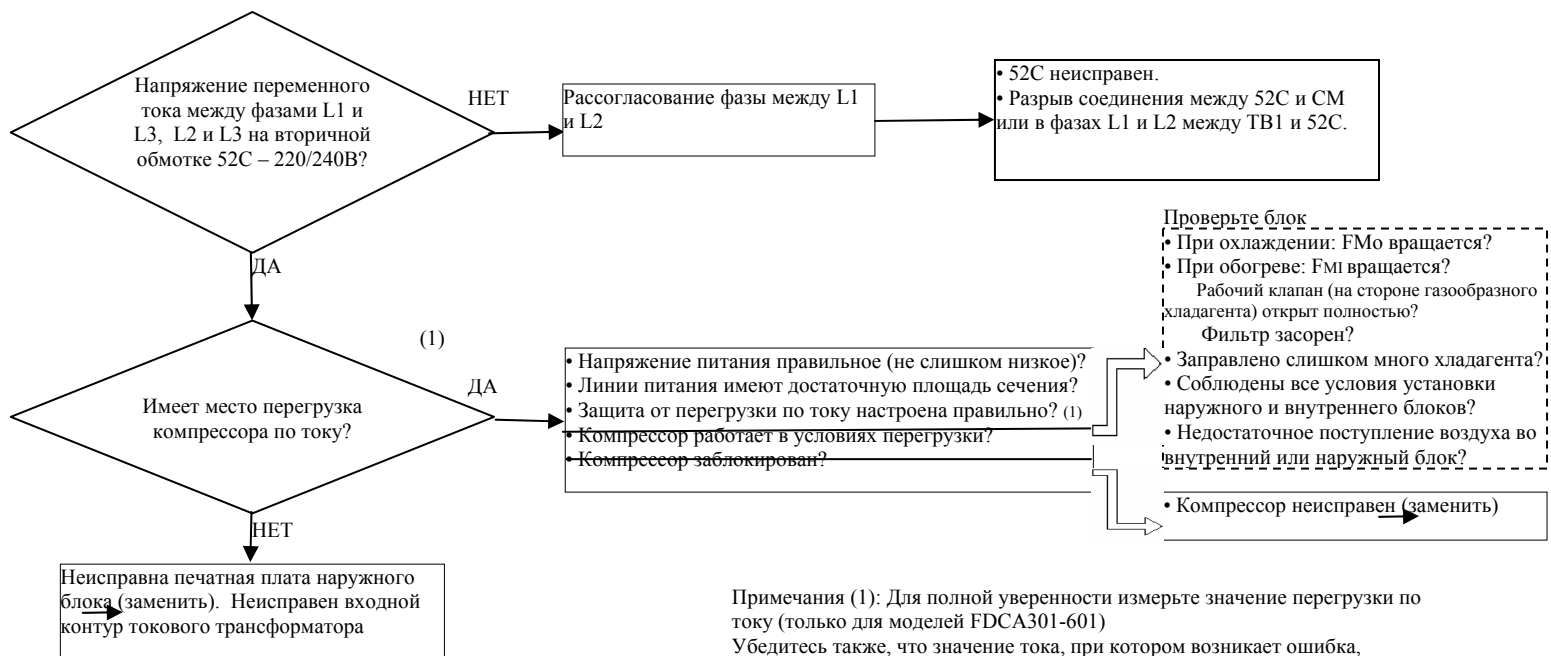 Напряжение переменного
тока между фазами L1 и
L3, L2 и L3 на вторичной
обмотке 52С – 220/240В?
НЕТ
Рассогласование фазы между L1
и L2
• 52С неисправен.
• Разрыв соединения между 52С и СМ
или в фазах L1 и L2 между ТВ1 и 52С.
ДА
Имеет место перегрузка
компрессора по току?
(1)
ДА
• Напряжение питания правильное (не слишком низкое)?
• Линии питания имеют достаточную площадь сечения?
• Защита от перегрузки по току настроена правильно? (1)
• Компрессор работает в условиях перегрузки?
• Компрессор заблокирован?
Проверьте блок
• При охлаждении: FMo вращается?
• При обогреве: FMI вращается?
Рабочий клапан (на стороне газообразного
хладагента) открыт полностью?
Фильтр засорен?
• Заправлено слишком много хладагента?
• Соблюдены все условия установки
наружного и внутреннего блоков?
• Недостаточное поступление воздуха во
внутренний или наружный блок?
• Компрессор неисправен (заменить)
НЕТ
Неисправна печатная плата наружного
блока (заменить). Неисправен входной
контур токового трансформатора
Примечания (1): Для полной уверенности измерьте значение перегрузки по
току (только для моделей FDCA301-601)
Убедитесь также, что значение тока, при котором возникает ошибка,